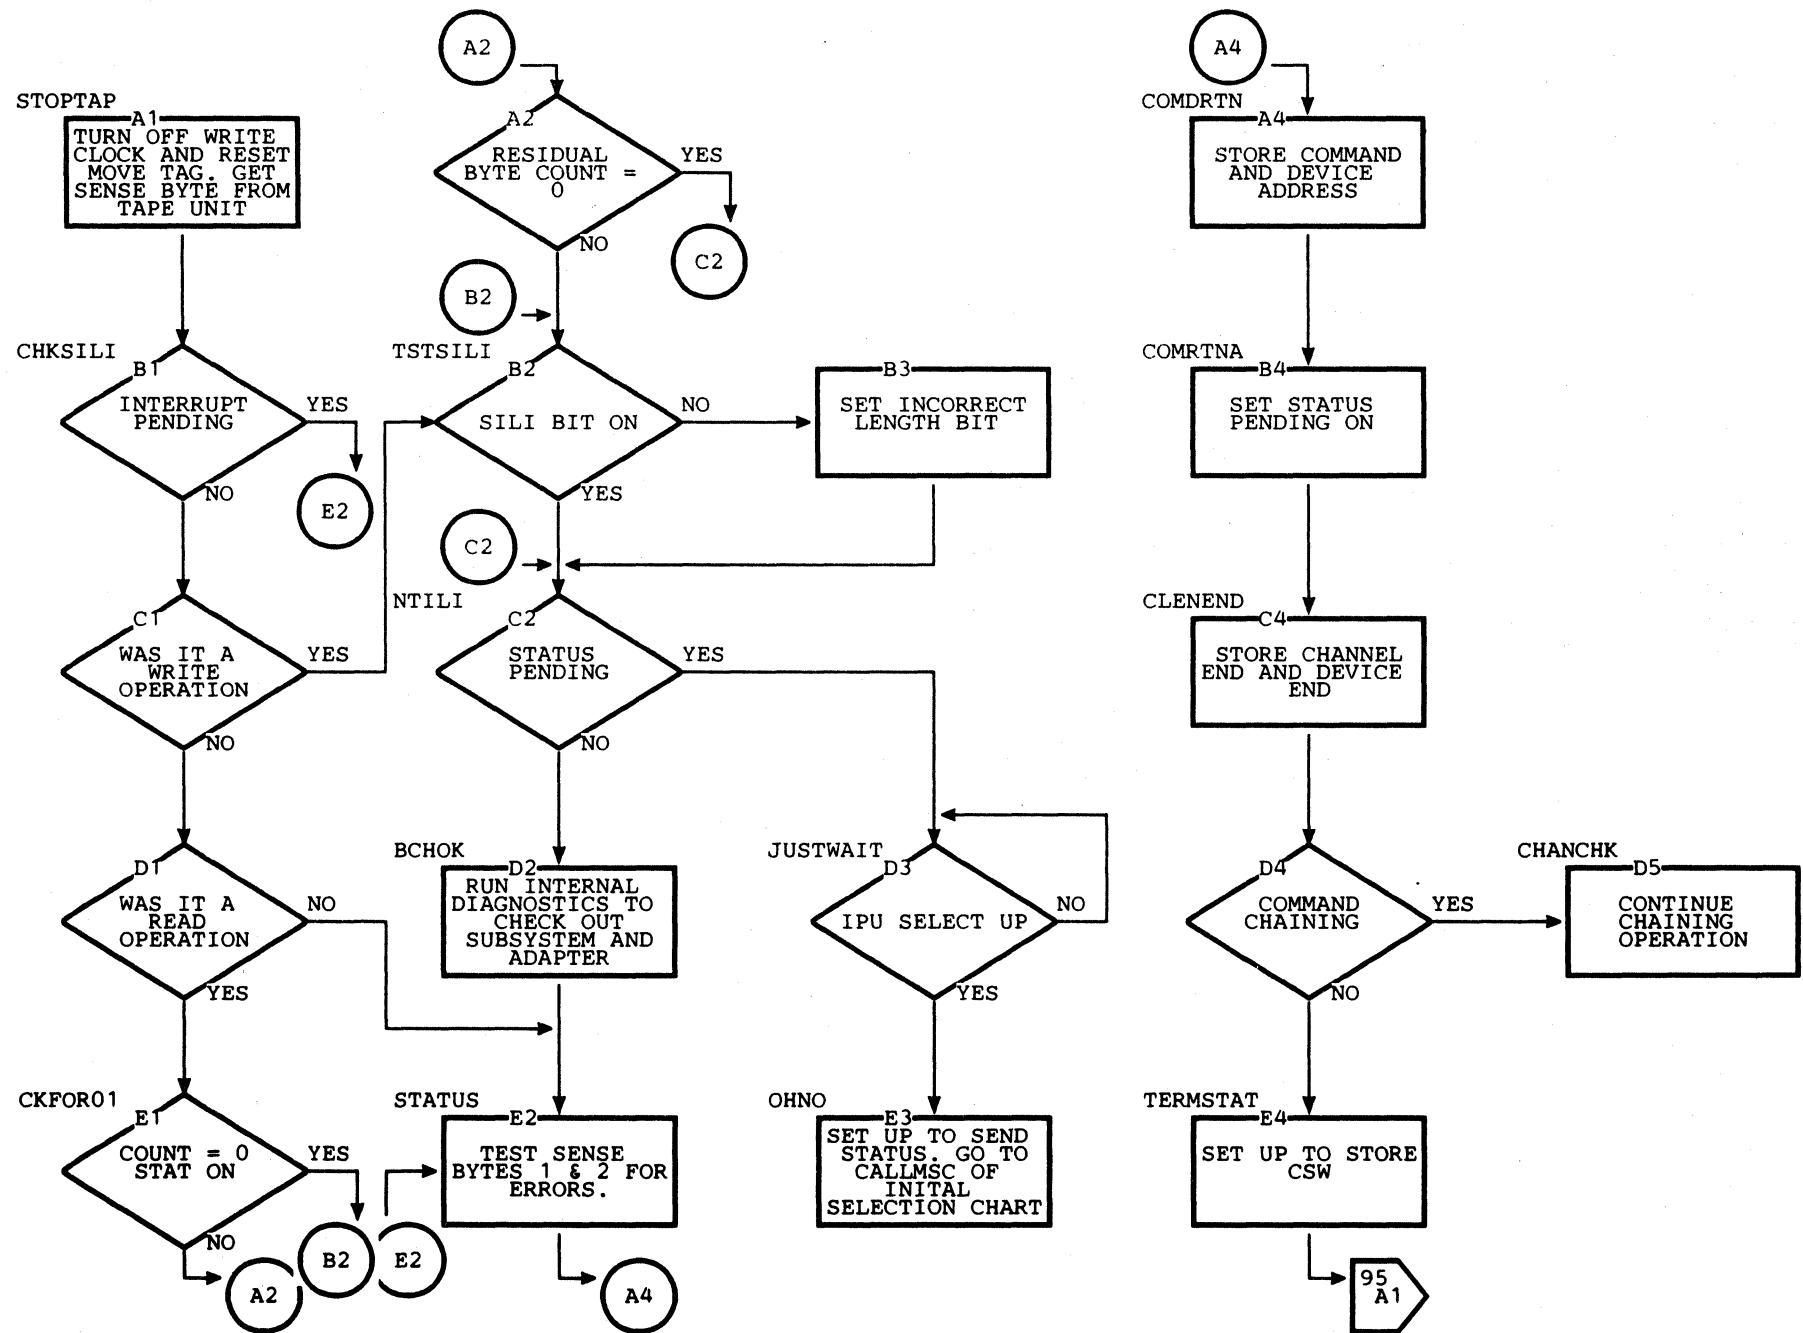 A2
A2
RESIDUAL
BYTE COUNT =
0
YES
NO
C2
STOPTAP
A1
TURN OFF WRITE
CLOCK AND RESET
MOVE TAG. GET
SENSE BYTE FROM
TAPE UNIT
CHKSILI
B1
INTERRUPT
PENDING
YES
NO
E2
C1
WAS IT A
WRITE
OPERATION
YES
NO
D1
WAS IT A
READ
OPERATION
NO
YES
CKFOR01
E1
COUNT = 0
STAT ON
YES
NO
B2
A2
B2
TSTSILI
B2
SILI BIT ON
NO
YES
B3
SET INCORRECT
LENGTH BIT
C2
NTILI
C2
STATUS
PENDING
YES
NO
BCHOK
D2
RUN INTERNAL
DIAGNOSTICS TO
CHECK OUT
SUBSYSTEM AND
ADAPTER
STATUS
E2
TEST SENSE
BYTES 1 & 2 FOR
ERRORS.
E2
A4
JUSTWAIT
D3
IPU SELECT UP
NO
YES
OHNO
E3
SET UP TO SEND
STATUS. GO TO
CALLMSC OF
INITAL
SELECTION CHART
A4
COMDRTN
A4
STORE COMMAND
AND DEVICE
ADDRESS
COMRTNA
B4
SET STATUS
PENDING ON
CLENEND
C4
STORE CHANNEL
END AND DEVICE
END
D4
COMMAND
CHAINING
YES
NO
CHANCHK
D5
CONTINUE
CHAINING
OPERATION
TERMSTAT
E4
SET UP TO STORE
CSW
95
A1